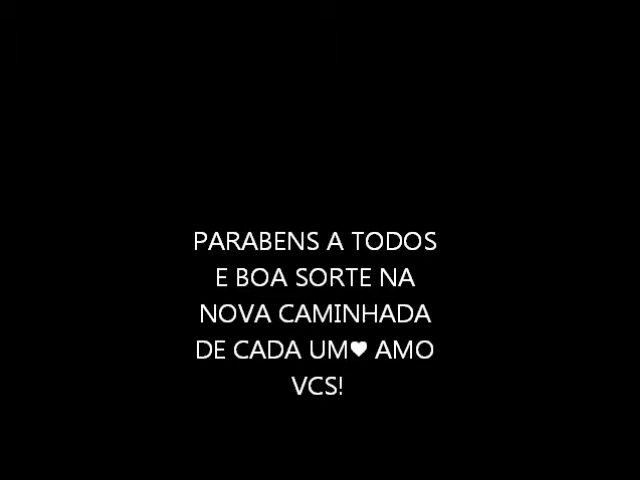 PARABENS A TODOS
E BOA SORTE NA
NOVA CAMINHADA
DE CADA UM♥ AMO
VCS!